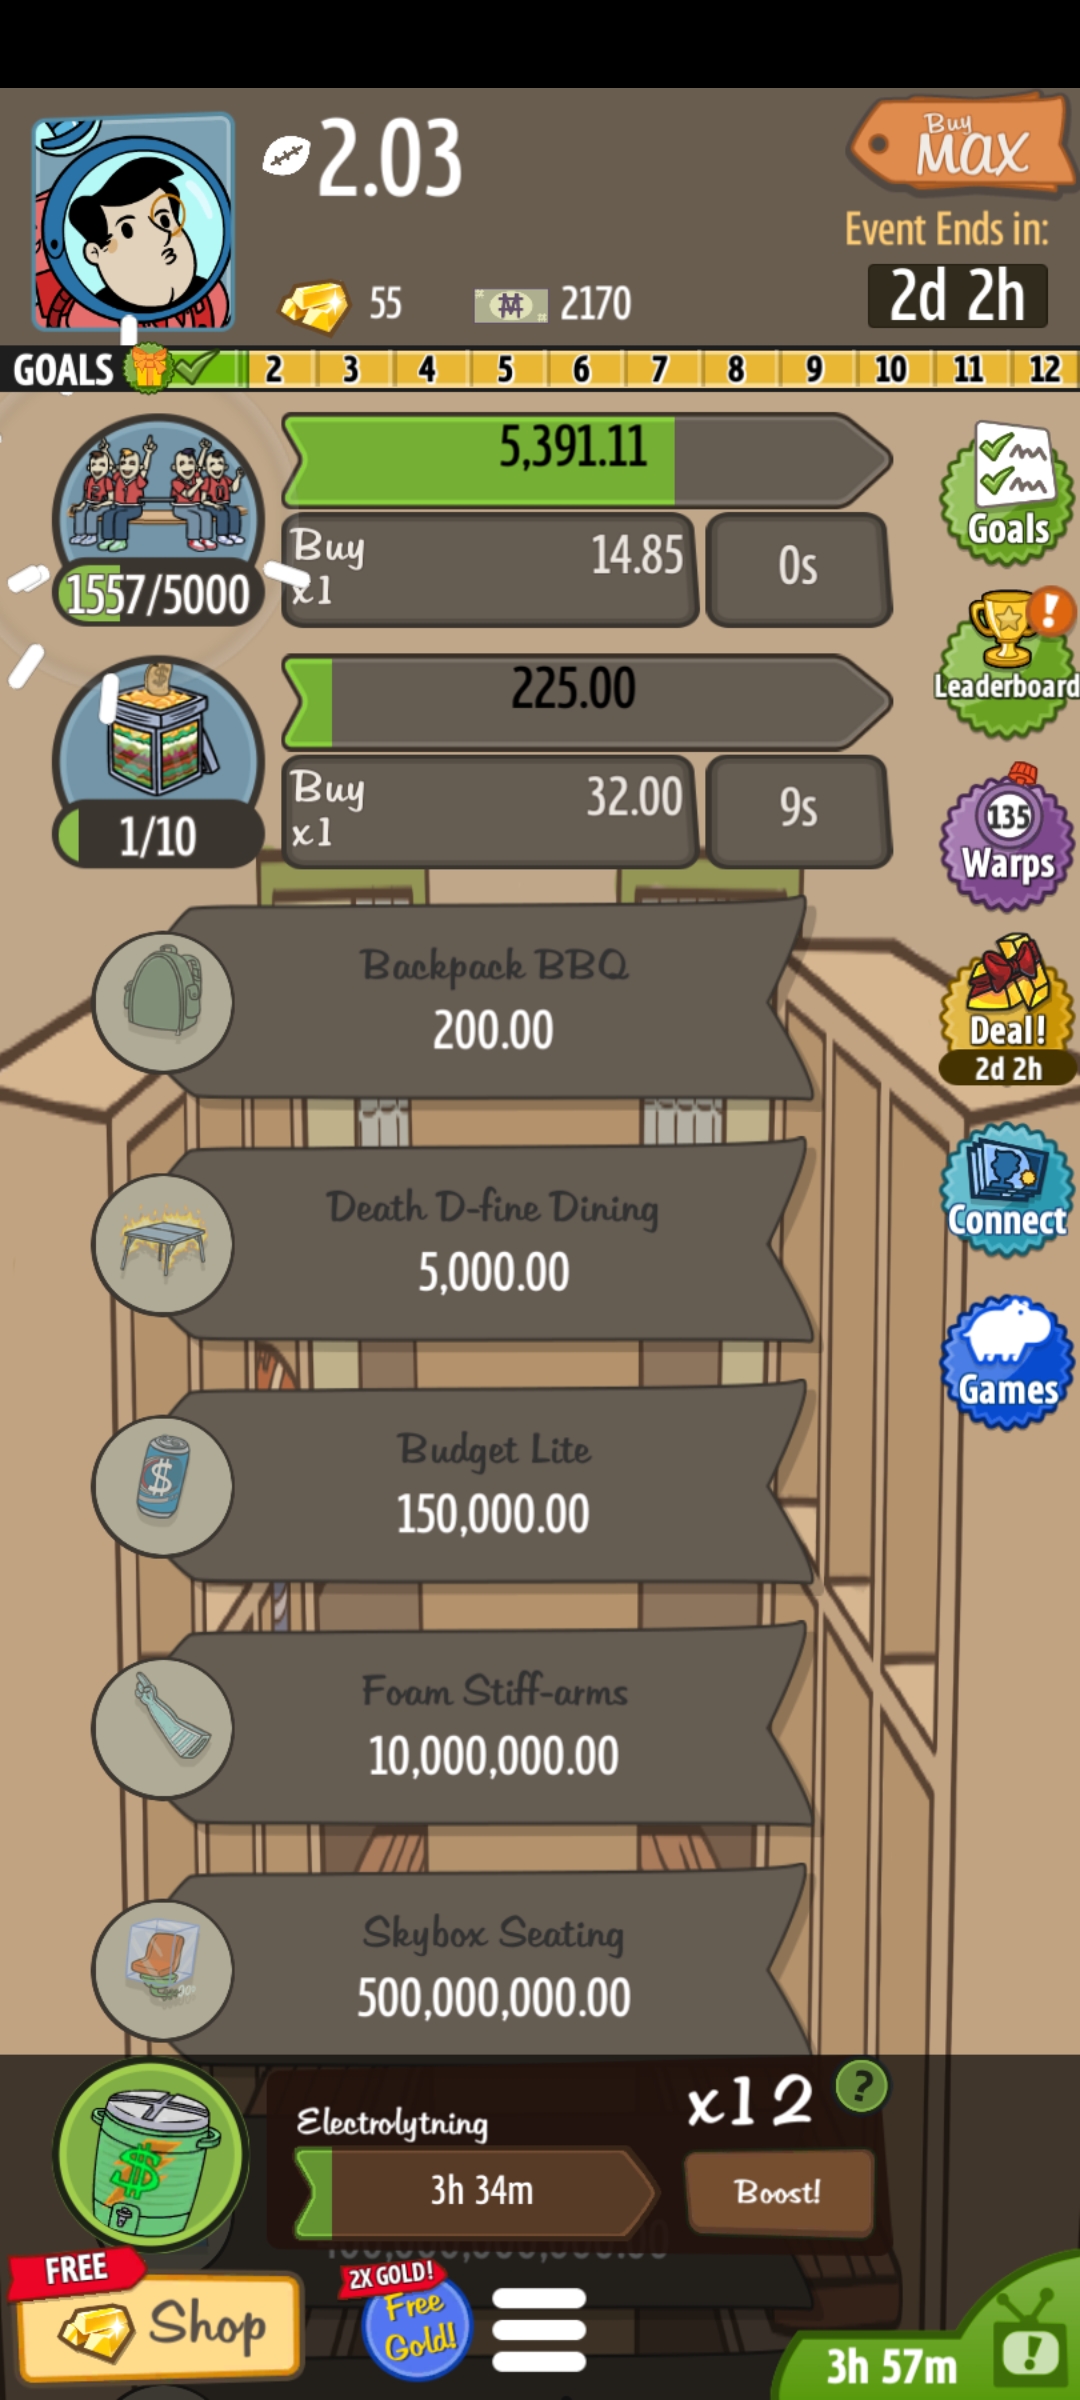 2.03
Buy
MAX
Event Ends in:
55
2170
2d 2h
GOALS 2 3 4 5 6 7 8 9 10 11 12
5,391.11
Buy
x1
14.85
0s
1557/5000
Goals
Leaderboard
225.00
Buy
x1
32.00
9s
1/10
135
Warps
Backpack BBQ
200.00
Deal!
2d 2h
Death D-fine Dining
5,000.00
Connect
Games
Budget Lite
150,000.00
Foam Stiff-arms
10,000,000.00
Skybox Seating
500,000,000.00
Electrolytning
x12
?
3h 34m
Boost!
FREE
Shop
2X GOLD!
Free
Gold!
3h 57m